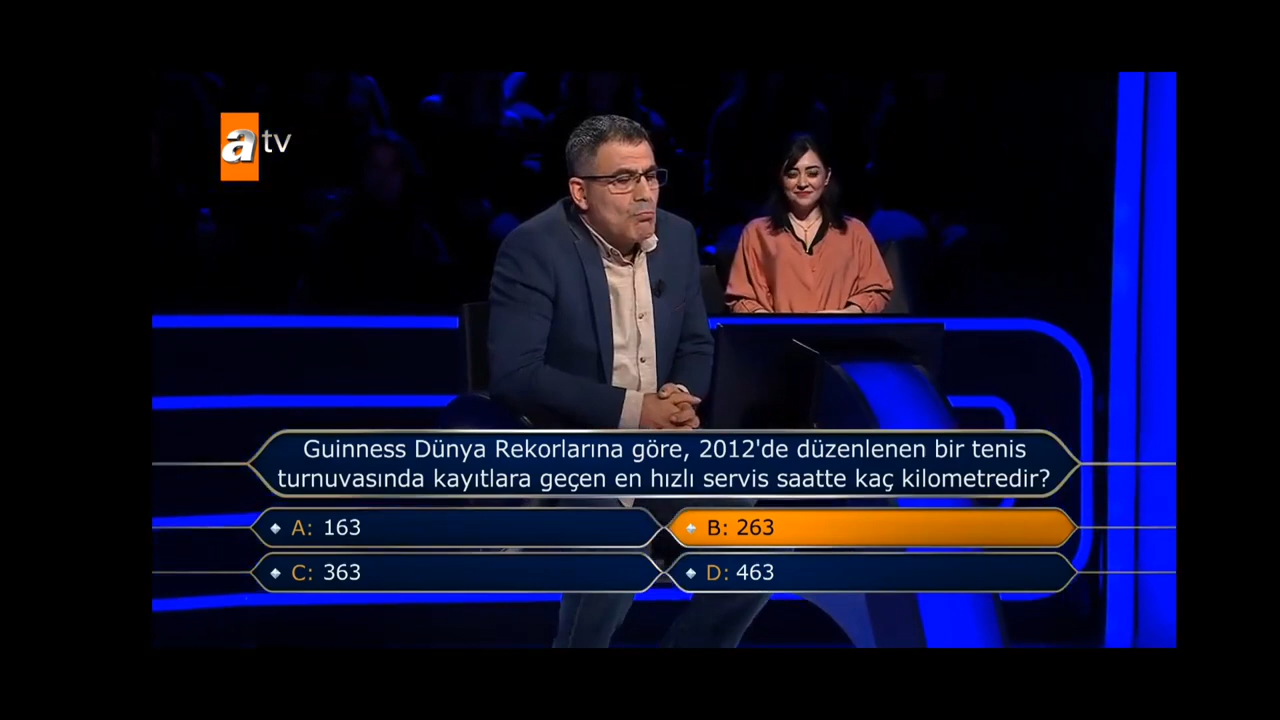 atv
Guinness Dünya Rekorlarına göre, 2012'de düzenlenen bir tenis
turnuvasında kayıtlara geçen en hızlı servis saatte kaç kilometredir?
A: 163
B: 263
C: 363
D: 463